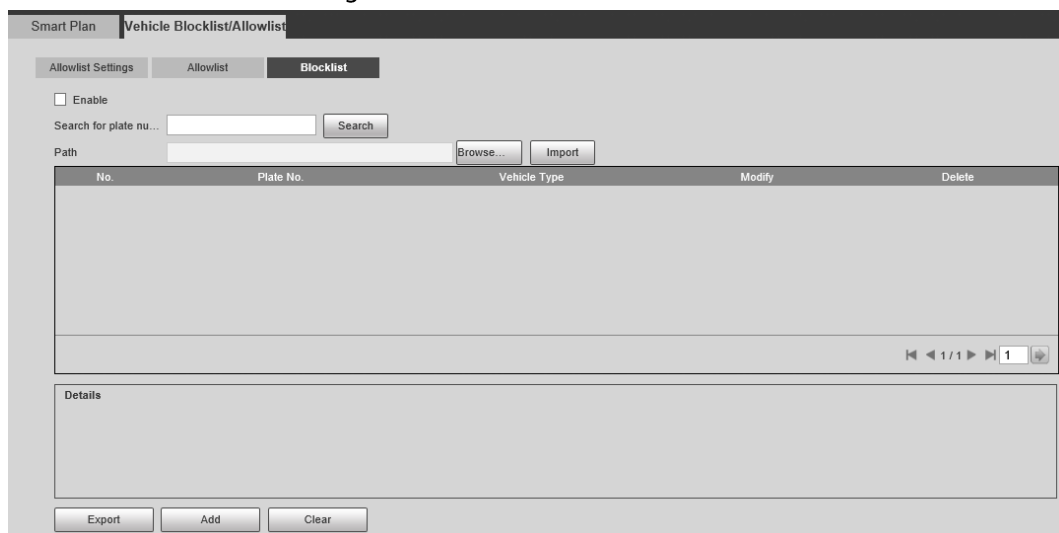 Smart Plan Vehicle Blocklist/Allowlist
Allowlist Settings Allowlist Blocklist
Enable
Search for plate nu... Search
Path Browse... Import
No. Plate No. Vehicle Type Modify Delete
1 / 1 1
Details
Export Add Clear